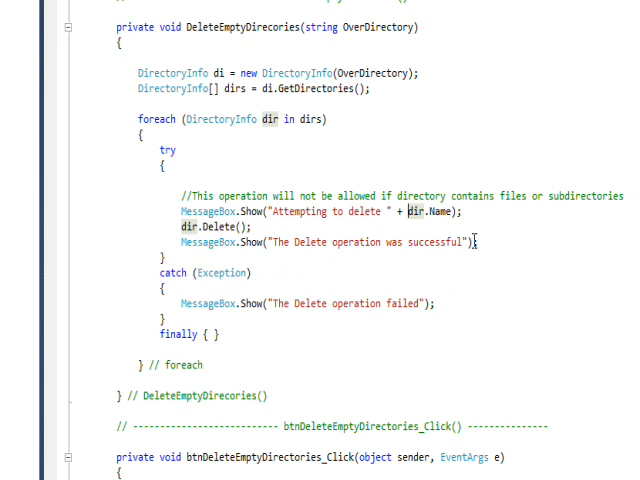 private void DeleteEmptyDirecories(string OverDirectory)
{
DirectoryInfo di = new DirectoryInfo(OverDirectory);
DirectoryInfo[] dirs = di.GetDirectories();
foreach (DirectoryInfo dir in dirs)
{
try
{
//This operation will not be allowed if directory contains files or subdirectories
MessageBox.Show("Attempting to delete " + dir.Name);
dir.Delete();
MessageBox.Show("The Delete operation was successful");
}
catch (Exception)
{
MessageBox.Show("The Delete operation failed");
}
finally { }
} // foreach
} // DeleteEmptyDirecories()
// --------------------------- btnDeleteEmptyDirectories_Click() ---------------
private void btnDeleteEmptyDirectories_Click(object sender, EventArgs e)
{